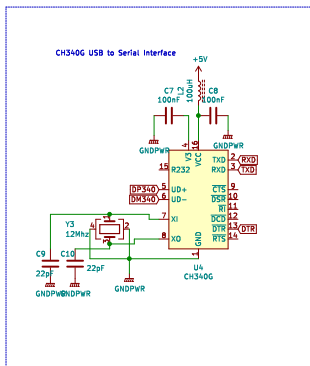 CH340G USB to Serial Interface
+5V
L2
100uH
C7
100nF
C8
100nF
GNDPWR
GNDPWR
4
16
V3
VCC
15
R232
TXD
2
RXD
RXD
3
TXD
DP340
5
UD+
CTS
9
DM340
6
UD-
DSR
10
RI
11
7
XI
DCD
12
DTR
13
DTR
8
XO
RTS
14
GND
1
Y3
12Mhz
4
2
C9
22pF
C10
22pF
GNDPWR
GNDPWR
GNDPWR
U4
CH340G